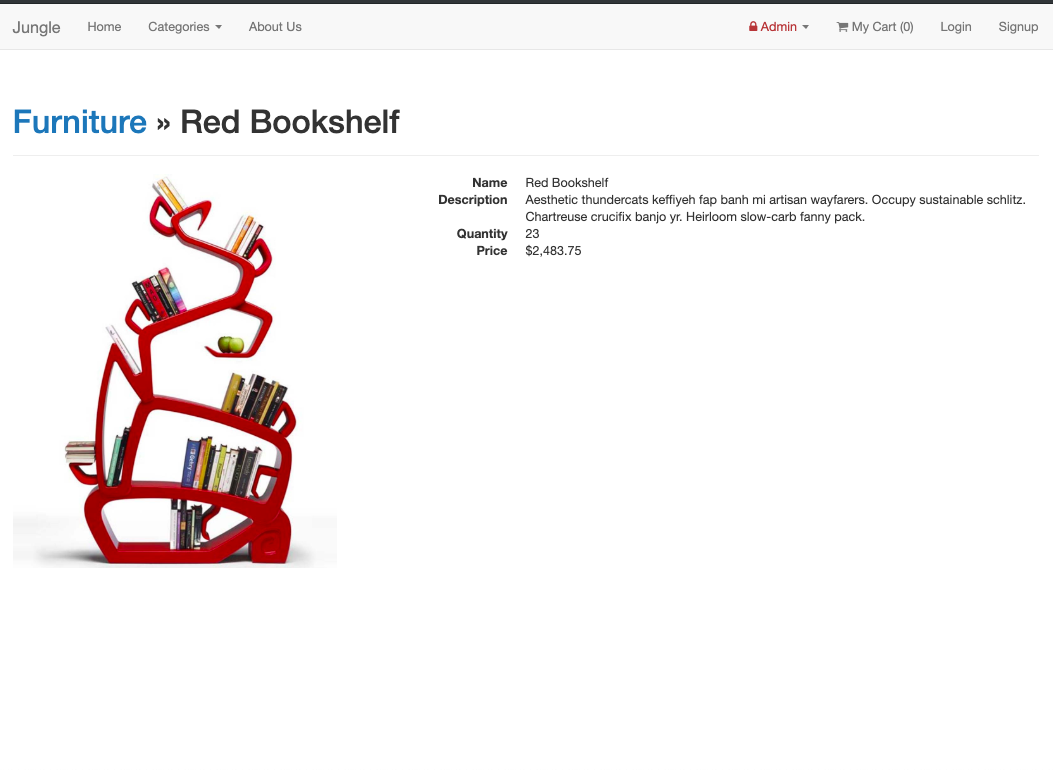 Jungle Home Categories About Us Admin My Cart (0) Login Signup
Furniture » Red Bookshelf
Name Red Bookshelf
Description Aesthetic thundercats keffiyeh fap banh mi artisan wayfarers. Occupy sustainable schlitz.
Chartreuse crucifix banjo yr. Heirloom slow-carb fanny pack.
Quantity 23
Price $2,483.75